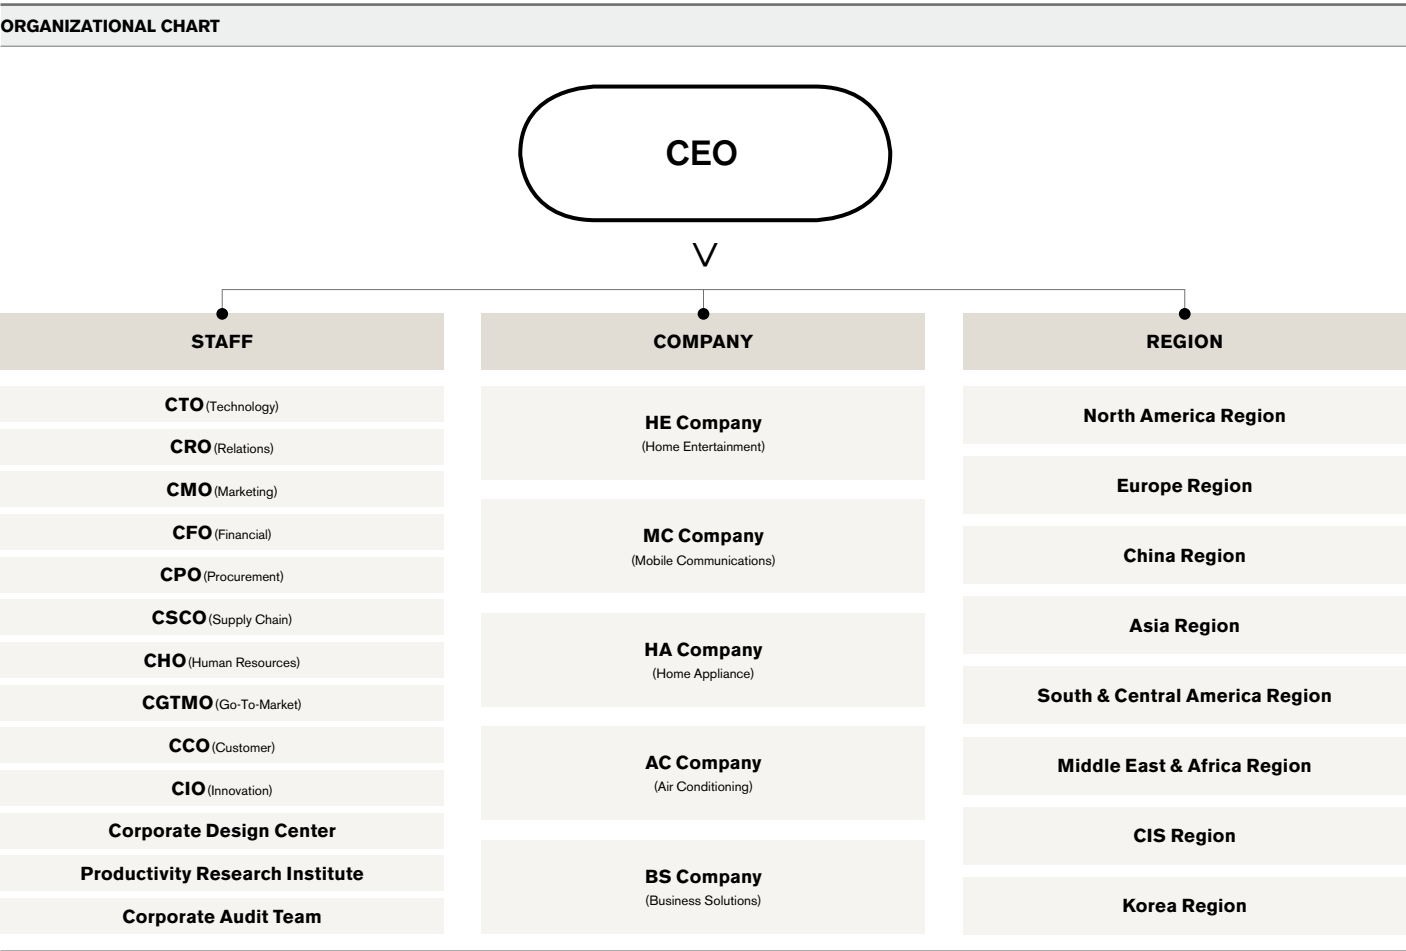 ORGANIZATIONAL CHART
CEO
STAFF
CTO (Technology)
CRO (Relations)
CMO (Marketing)
CFO (Financial)
CPO (Procurement)
CSCO (Supply Chain)
CHO (Human Resources)
CGTMO (Go-To-Market)
CCO (Customer)
CIO (Innovation)
Corporate Design Center
Productivity Research Institute
Corporate Audit Team
COMPANY
HE Company
(Home Entertainment)
MC Company
(Mobile Communications)
HA Company
(Home Appliance)
AC Company
(Air Conditioning)
BS Company
(Business Solutions)
REGION
North America Region
Europe Region
China Region
Asia Region
South & Central America Region
Middle East & Africa Region
CIS Region
Korea Region